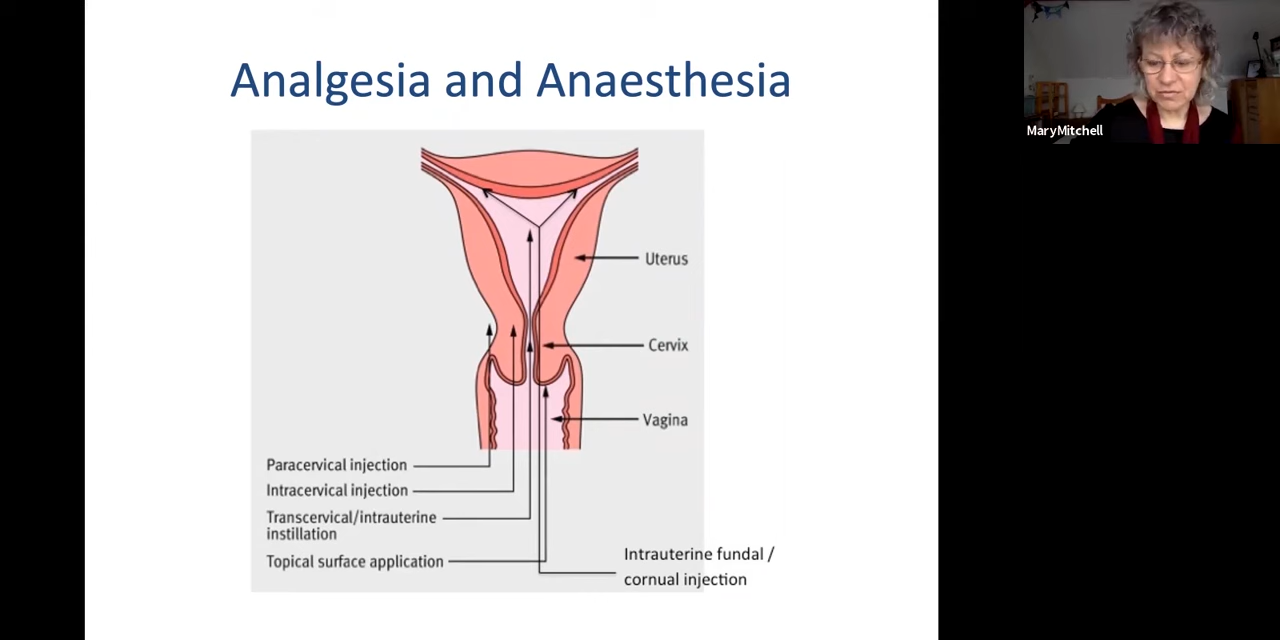 Analgesia and Anaesthesia
MaryMitchell
Uterus
Cervix
Vagina
Paracervical injection
Intracervical injection
Transcervical/intrauterine
instillation
Topical surface application
Intrauterine fundal /
cornual injection